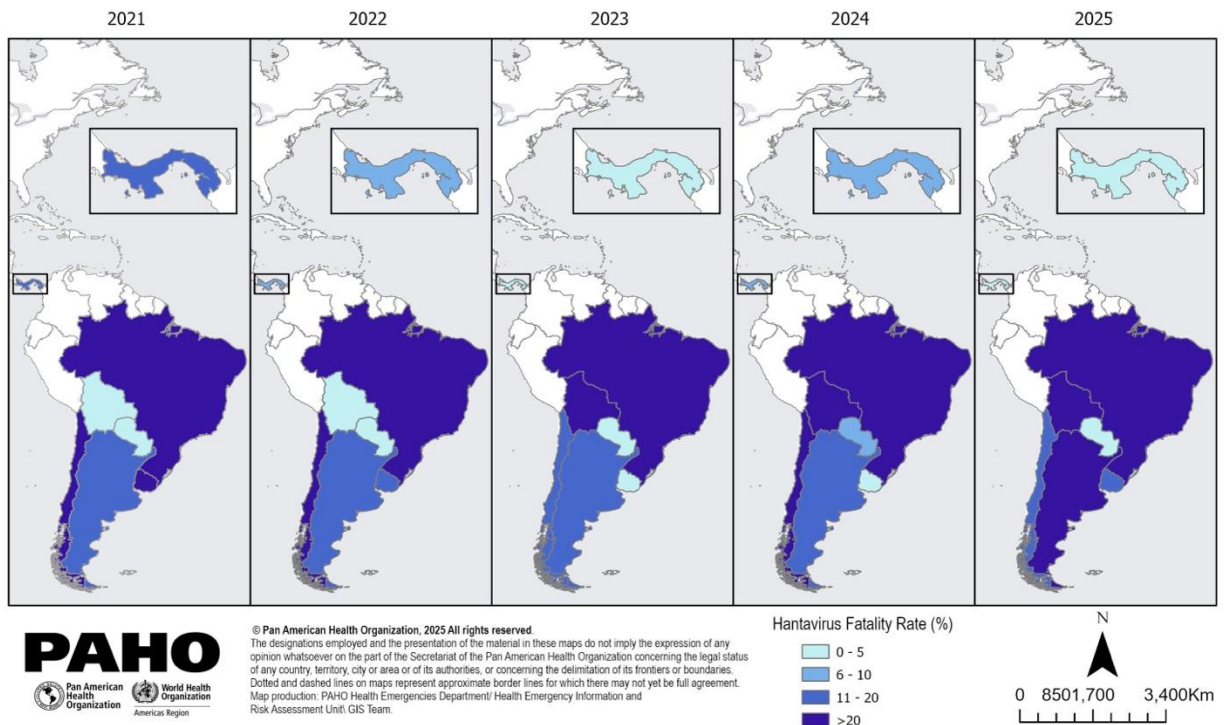 2021
2022
2023
2024
2025
PAHO
Pan American
Health
Organization
World Health
Organization
Americas Region
© Pan American Health Organization, 2025 All rights reserved.
The designations employed and the presentation of the material in these maps do not imply the expression of any
opinion whatsoever on the part of the Secretariat of the Pan American Health Organization concerning the legal status
of any country, territory, city or area or of its authorities, or concerning the delimitation of its frontiers or boundaries.
Dotted and dashed lines on maps represent approximate border lines for which there may not yet be full agreement.
Map production: PAHO Health Emergencies Department/ Health Emergency Information and
Risk Assessment Unit\ GIS Team.
Hantavirus Fatality Rate (%)
0 - 5
6 - 10
11 - 20
>20
N
0 8501,700 3,400Km